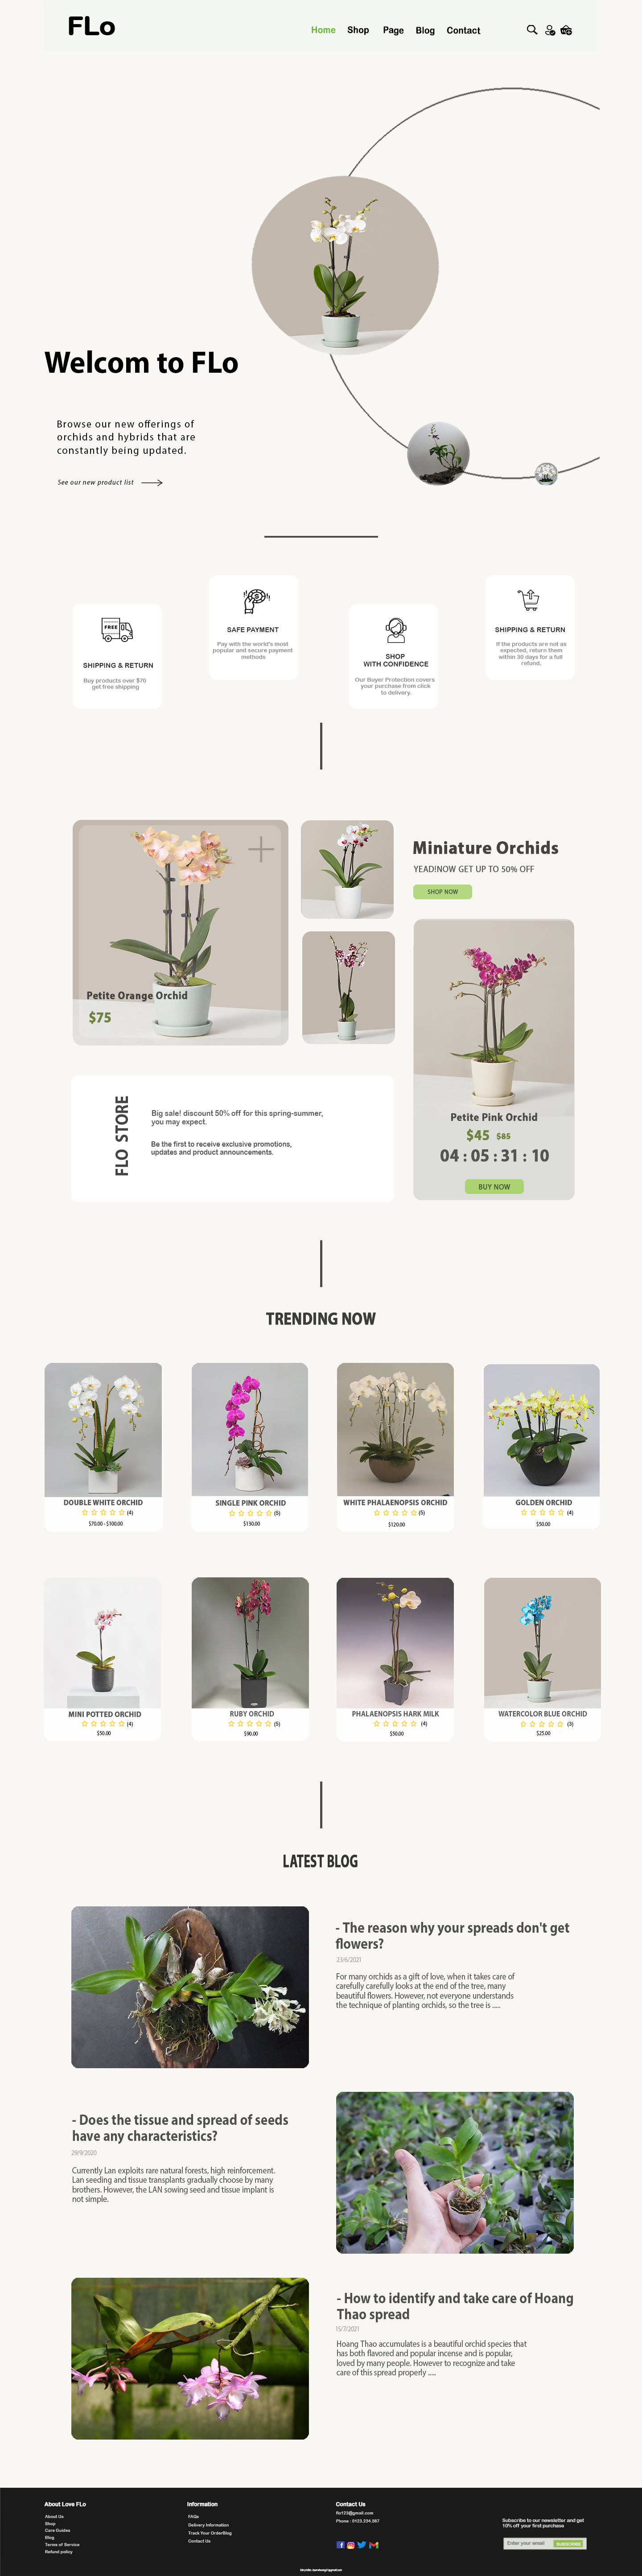 FLo
Home Shop Page Blog Contact
Welcom to FLo
Browse our new offerings of
orchids and hybrids that are
constantly being updated.
See our new product list
FREE
SHIPPING & RETURN
Buy products over $70
get free shipping
SAFE PAYMENT
Pay with the world's most
popular and secure payment
methods
SHOP
WITH CONFIDENCE
Our Buyer Protection covers
your purchase from click
to delivery.
SHIPPING & RETURN
If the products are not as
expected, return them
within 30 days for a full
refund.
Petite Orange Orchid
$75
Miniature Orchids
YEAD!NOW GET UP TO 50% OFF
SHOP NOW
FLO STORE
Big sale! discount 50% off for this spring-summer,
you may expect.
Be the first to receive exclusive promotions,
updates and product announcements.
Petite Pink Orchid
$45 $85
04 : 05 : 31 : 10
BUY NOW
TRENDING NOW
DOUBLE WHITE ORCHID
(4)
$70.00 - $100.00
SINGLE PINK ORCHID
(5)
$130.00
WHITE PHALAENOPSIS ORCHID
(5)
$120.00
GOLDEN ORCHID
(4)
$50.00
MINI POTTED ORCHID
(4)
$50.00
RUBY ORCHID
(5)
$90.00
PHALAENOPSIS HARK MILK
(4)
$50.00
WATERCOLOR BLUE ORCHID
(3)
$25.00
LATEST BLOG
- The reason why your spreads don't get
flowers?
23/6/2021
For many orchids as a gift of love, when it takes care of
carefully carefully looks at the end of the tree, many
beautiful flowers. However, not everyone understands
the technique of planting orchids, so the tree is .....
- Does the tissue and spread of seeds
have any characteristics?
29/9/2020
Currently Lan exploits rare natural forests, high reinforcement.
Lan seeding and tissue transplants gradually choose by many
brothers. However, the LAN sowing seed and tissue implant is
not simple.
- How to identify and take care of Hoang
Thao spread
15/7/2021
Hoang Thao accumulates is a beautiful orchid species that
has both flavored and popular incense and is popular,
loved by many people. However to recognize and take
care of this spread properly .....
About Love FLo
About Us
Shop
Care Guides
Blog
Terms of Service
Refund policy
Information
FAQs
Delivery Information
Track Your OrderBlog
Contact Us
Contact Us
flo123@gmail.com
Phone : 0123.234.567
Subscribe to our newsletter and get
10% off your first purchase
Enter your email
SUBSCRIBE